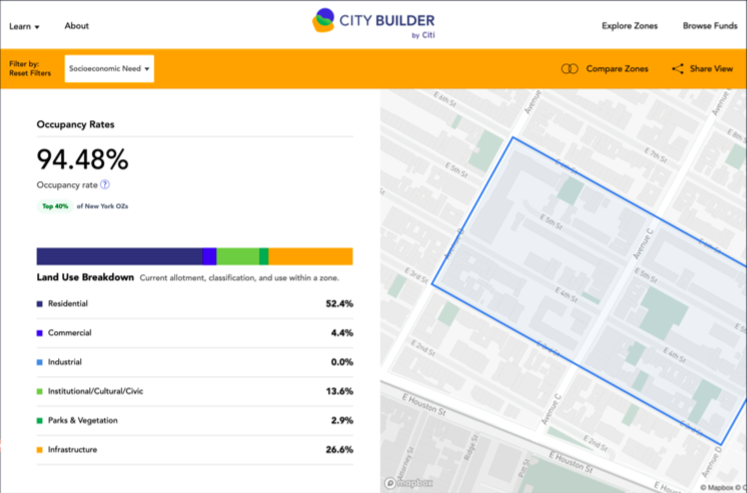 Learn
About
CITY BUILDER
by Citi
Explore Zones
Browse Funds
Filter by:
Reset Filters
Socioeconomic Need
Compare Zones
Share View
Occupancy Rates
94.48%
Occupancy rate ?
Top 40% of New York OZs
Land Use Breakdown Current allotment, classification, and use within a zone.
Residential 52.4%
Commercial 4.4%
Industrial 0.0%
Institutional/Cultural/Civic 13.6%
Parks & Vegetation 2.9%
Infrastructure 26.6%
E 6th St
Avenue
Avenue
E 8th St
E 7th St
E 5th St
E 5th St
Avenue C
E 3rd St
E 5th St
E 4th St
E 4th St
E 2nd St
Avenue C
E Houston St
E 2nd St
E Houston St
Ridge St
mapbox
© Mapbox ©